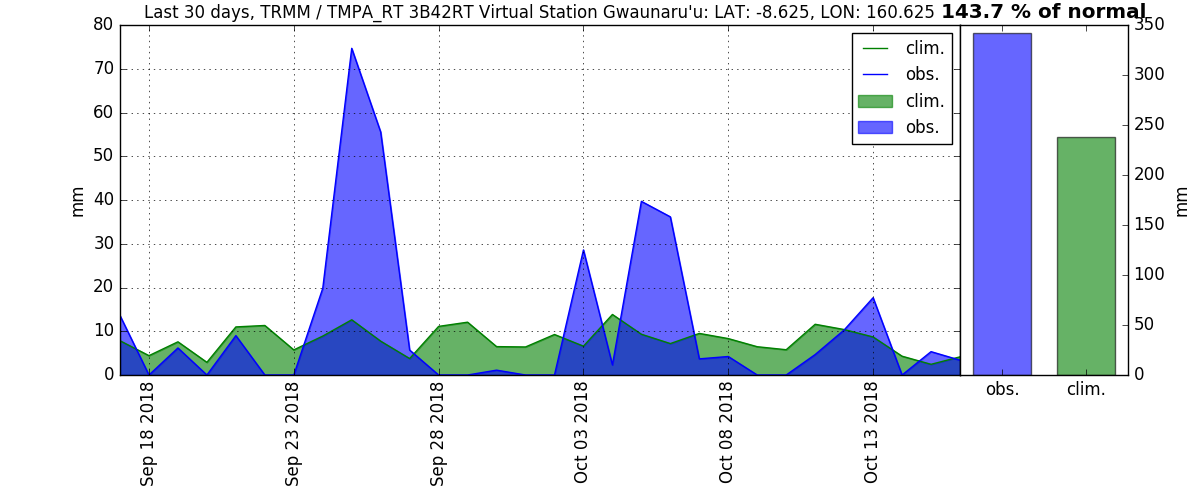 Last 30 days, TRMM / TMPA_RT 3B42RT Virtual Station Gwaunaru'u: LAT: -8.625, LON: 160.625 143.7 % of normal
80
70
60
50
40
30
20
10
0
mm
clim.
obs.
clim.
obs.
350
300
250
200
150
100
50
0
mm
obs.
clim.
Sep 18 2018
Sep 23 2018
Sep 28 2018
Oct 03 2018
Oct 08 2018
Oct 13 2018